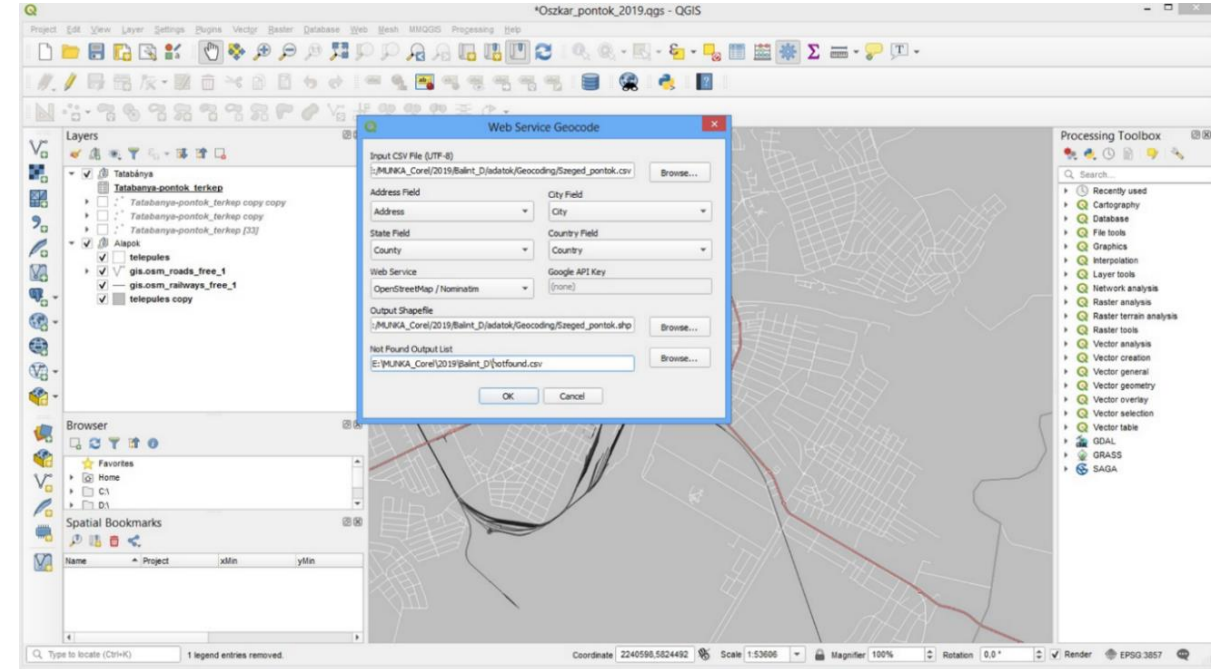 *Oszkar_pontok_2019.qgs - QGIS
Project Edit View Layer Settings Plugins Vector Raster Database Web Mesh MMQGIS Processing Help
Layers
Tatabánya
Tatabanya-pontok_terkep
Tatabanya-pontok_terkep copy copy
Tatabanya-pontok_terkep copy
Tatabanya-pontok_terkep [33]
Alapok
telepules
gis.osm_roads_free_1
gis.osm_railways_free_1
telepules copy
Browser
Favorites
Home
C:\
D:\
Spatial Bookmarks
Name Project xMin yMin
Web Service Geocode
Input CSV File (UTF-8)
:/MUNKA_Corel/2019/Balint_D/adatok/Geocoding/Szeged_pontok.csv Browse...
Address Field City Field
Address City
State Field Country Field
County Country
Web Service Google API Key
OpenStreetMap / Nominatim (none)
Output Shapefile
:/MUNKA_Corel/2019/Balint_D/adatok/Geocoding/Szeged_pontok.shp Browse...
Not Found Output List
E:\MUNKA_Corel\2019\Balint_D\notfound.csv Browse...
OK Cancel
Processing Toolbox
Search...
Recently used
Cartography
Database
File tools
Graphics
Interpolation
Layer tools
Network analysis
Raster analysis
Raster terrain analysis
Raster tools
Vector analysis
Vector creation
Vector general
Vector geometry
Vector overlay
Vector selection
Vector table
GDAL
GRASS
SAGA
Type to locate (Ctrl+K) 1 legend entries removed. Coordinate 2240598,5824492 Scale 1:53606 Magnifier 100% Rotation 0,0 ° Render EPSG:3857